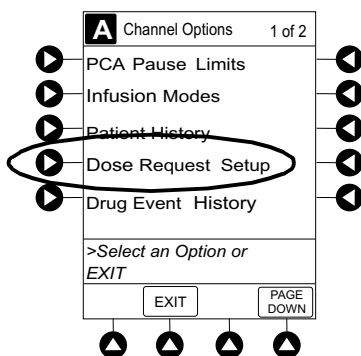 A Channel Options 1 of 2
PCA Pause Limits
Infusion Modes
Patient History
Dose Request Setup
Drug Event History
>Select an Option or
EXIT
EXIT
PAGE
DOWN